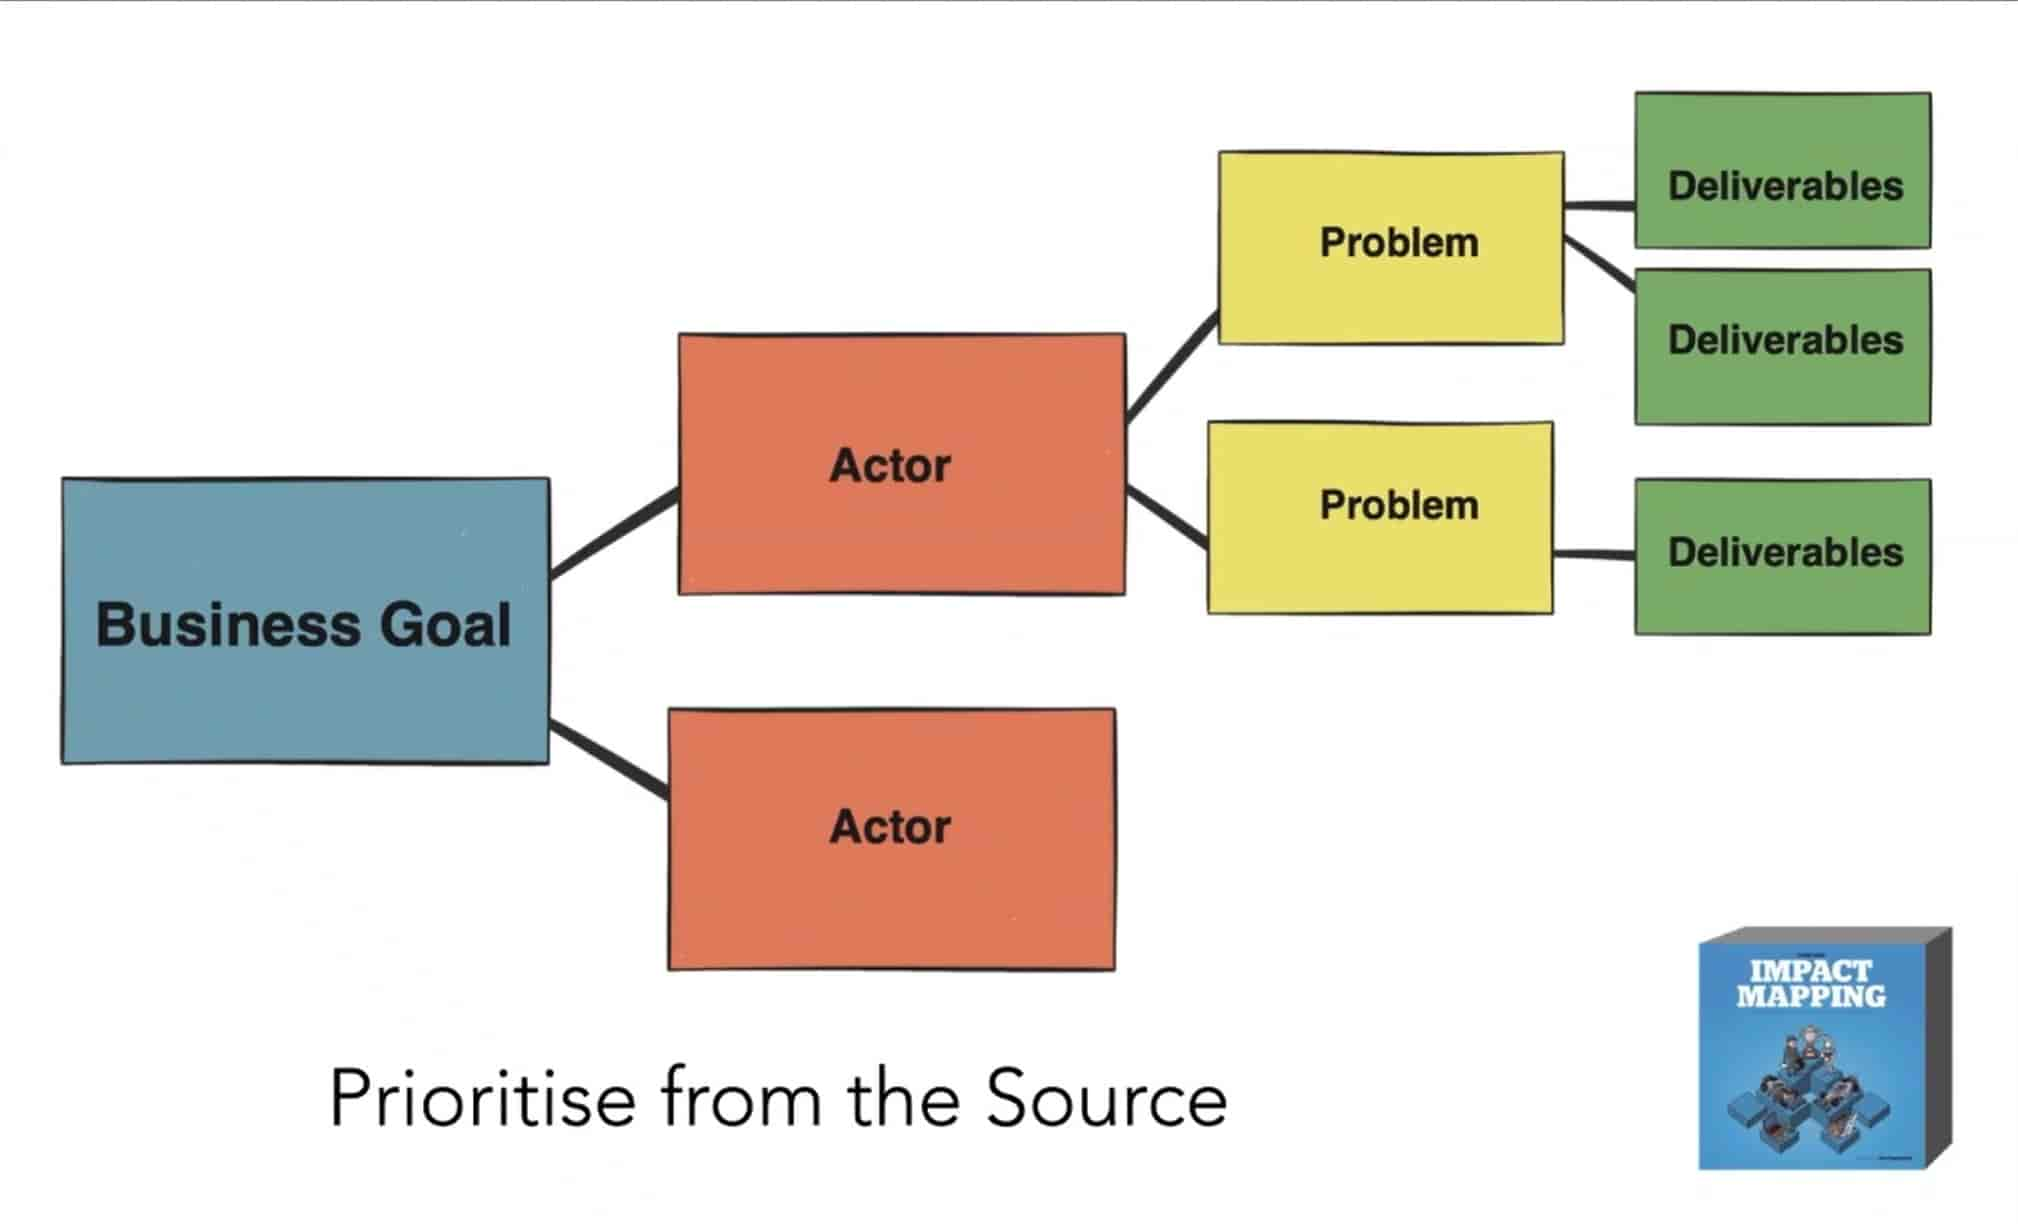 Business Goal
Actor
Actor
Problem
Problem
Deliverables
Deliverables
Deliverables
Prioritise from the Source
IMPACT
MAPPING